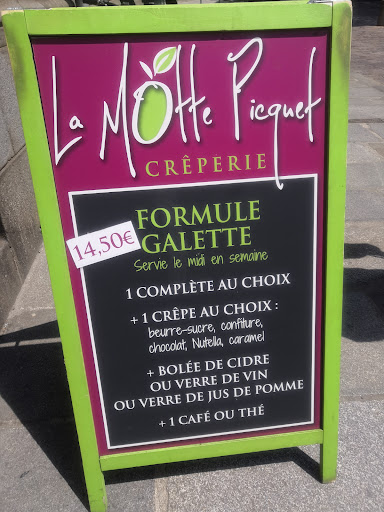 La Motte Picquet
CRÊPERIE
FORMULE
GALETTE
14,50€
Servie le midi en semaine
1 COMPLÈTE AU CHOIX
+ 1 CRÊPE AU CHOIX :
beurre-sucre, confiture,
chocolat, Nutella, caramel
+ BOLÉE DE CIDRE
OU VERRE DE VIN
OU VERRE DE JUS DE POMME
+ 1 CAFÉ OU THÉ